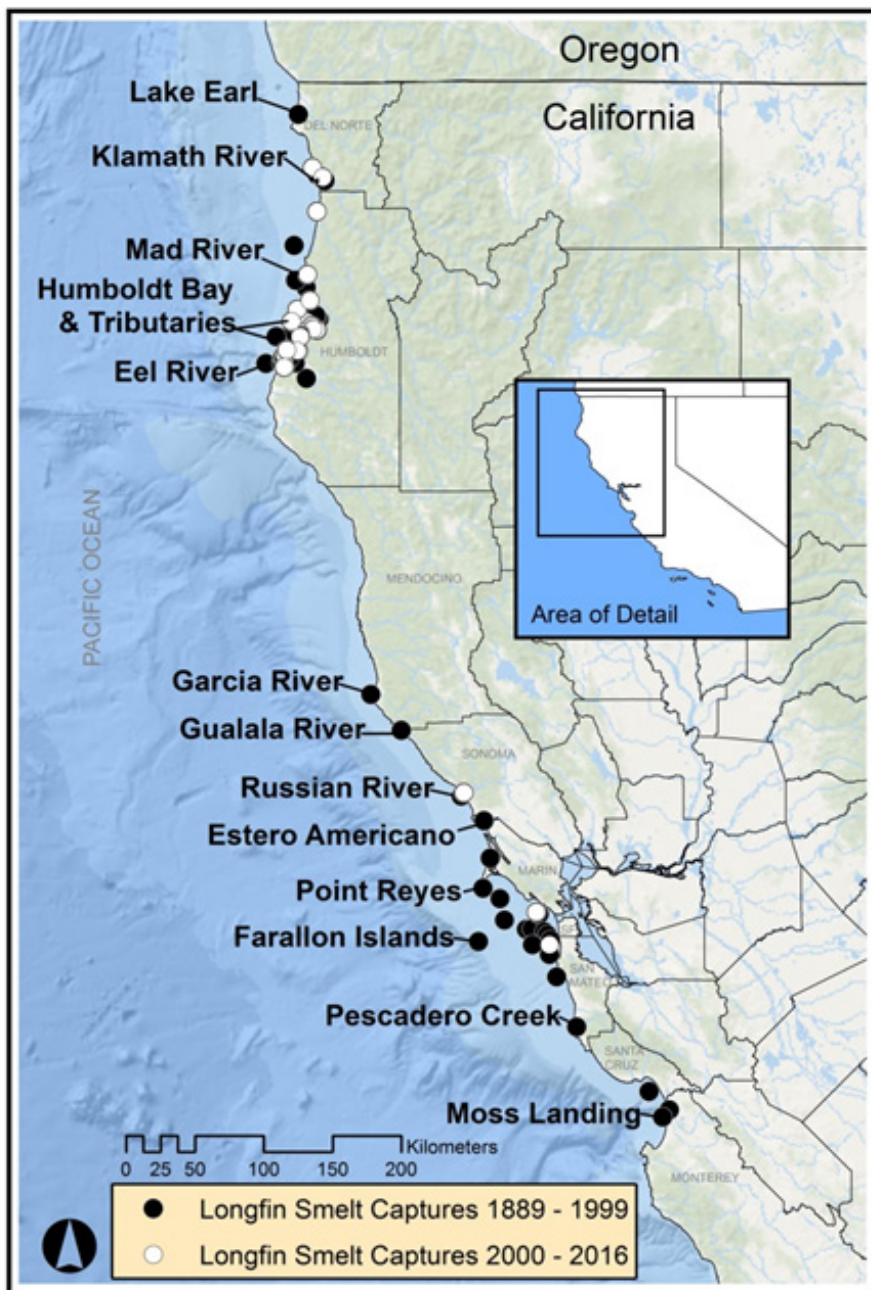 Oregon
California
Lake Earl
DEL NORTE
Klamath River
Mad River
Humboldt Bay
& Tributaries
HUMBOLDT
Eel River
PACIFIC OCEAN
Area of Detail
MENDOCINO
Garcia River
Gualala River
SONOMA
Russian River
Estero Americano
MARIN
Point Reyes
Farallon Islands
SAN
MATEO
Pescadero Creek
SANTA
CRUZ
Moss Landing
MONTEREY
Kilometers
0 25 50 100 150 200
Longfin Smelt Captures 1889 - 1999
Longfin Smelt Captures 2000 - 2016